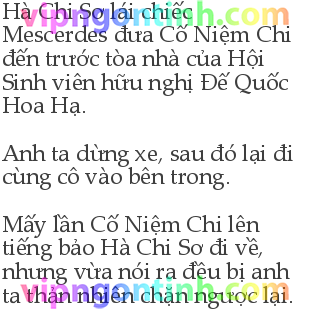 Hà Chi Sơ lái chiếc
Mescerdes đưa Cố Niệm Chi
đến trước tòa nhà của Hội
Sinh viên hữu nghị Đế Quốc
Hoa Hạ.
Anh ta dừng xe, sau đó lại đi
cùng cô vào bên trong.
Mấy lần Cố Niệm Chi lên
tiếng bảo Hà Chi Sơ đi về,
nhưng vừa nói ra đều bị anh
ta thản nhiên chặn ngược lại.
vipngontinh.com
vipngontinh.com